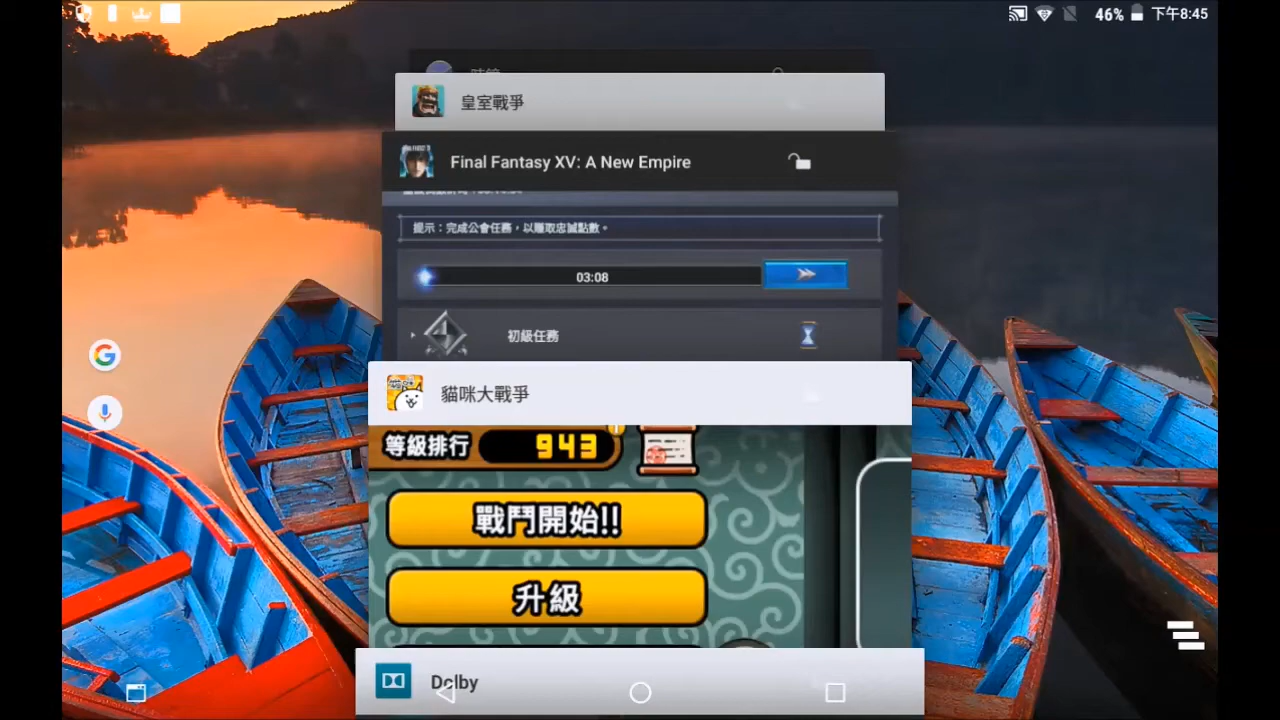 46% 下午8:45
皇室戰爭
Final Fantasy XV: A New Empire
提示：完成公會任務，以賺取忠誠點數。
03:08
初級任務
貓咪大戰爭
等級排行 943
戰鬥開始!!
升級
Dolby